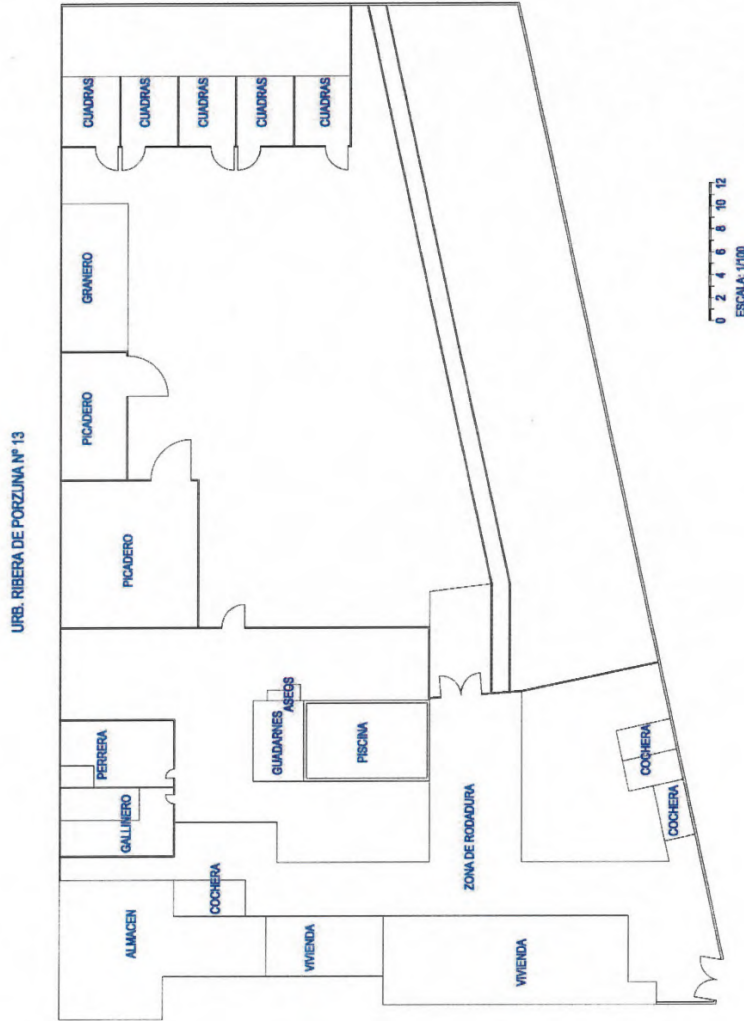 URB. RIBERA DE PORZUNA Nº 13
CUADRAS
CUADRAS
CUADRAS
CUADRAS
CUADRAS
GRANERO
PICADERO
PICADERO
PERRERA
GALLINERO
ALMACEN
COCHERA
GUADARNES
ASEOS
PISCINA
VIVIENDA
VIVIENDA
ZONA DE RODADURA
COCHERA
COCHERA
0 2 4 6 8 10 12
ESCALA: 1/100